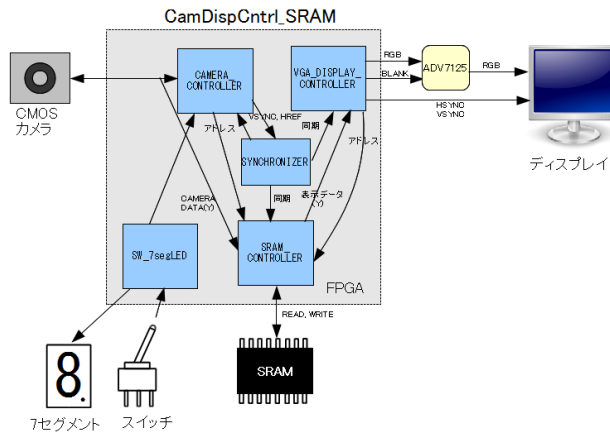 CamDispCntrl_SRAM
CMOS
カメラ
CAMERA_
CONTROLLER
VGA_DISPLAY_
CONTROLLER
RGB
BLANK
ADV7125
RGB
HSYNC
VSYNC
ディスプレイ
VSYNC, HREF
同期
アドレス
アドレス
SYNCHRONIZER
同期
表示データ
(Y)
CAMERA
DATA(Y)
SW_7segLED
SRAM_
CONTROLLER
FPGA
READ, WRITE
8.
SRAM
7セグメント
スイッチ